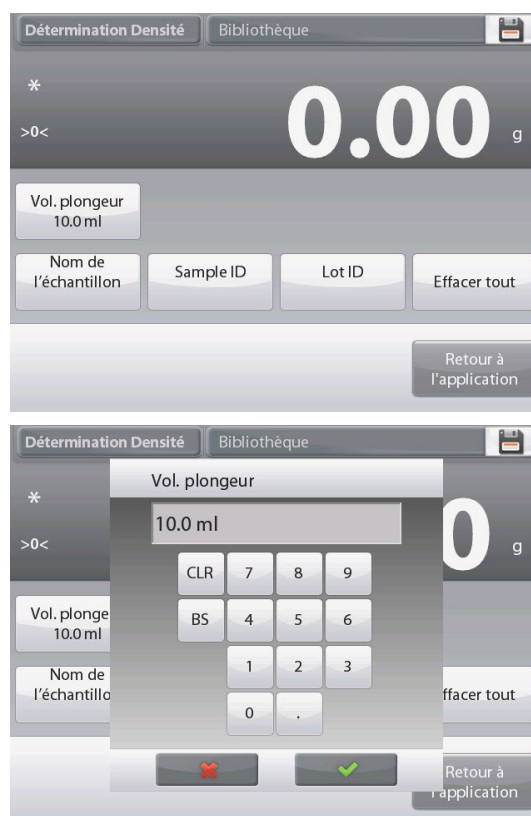 Détermination Densité Bibliothèque
*
0.00 g
>0<
Vol. plongeur
10.0 ml
Nom de
l'échantillon
Sample ID
Lot ID
Effacer tout
Retour à
l'application
Détermination Densité Bibliothèque
Vol. plongeur
*
10.0 ml
0 g
>0<
CLR 7 8 9
Vol. plonge
10.0 ml
BS 4 5 6
1 2 3
Nom de
l'échantillo
ffacer tout
0 .
Retour à
l'application